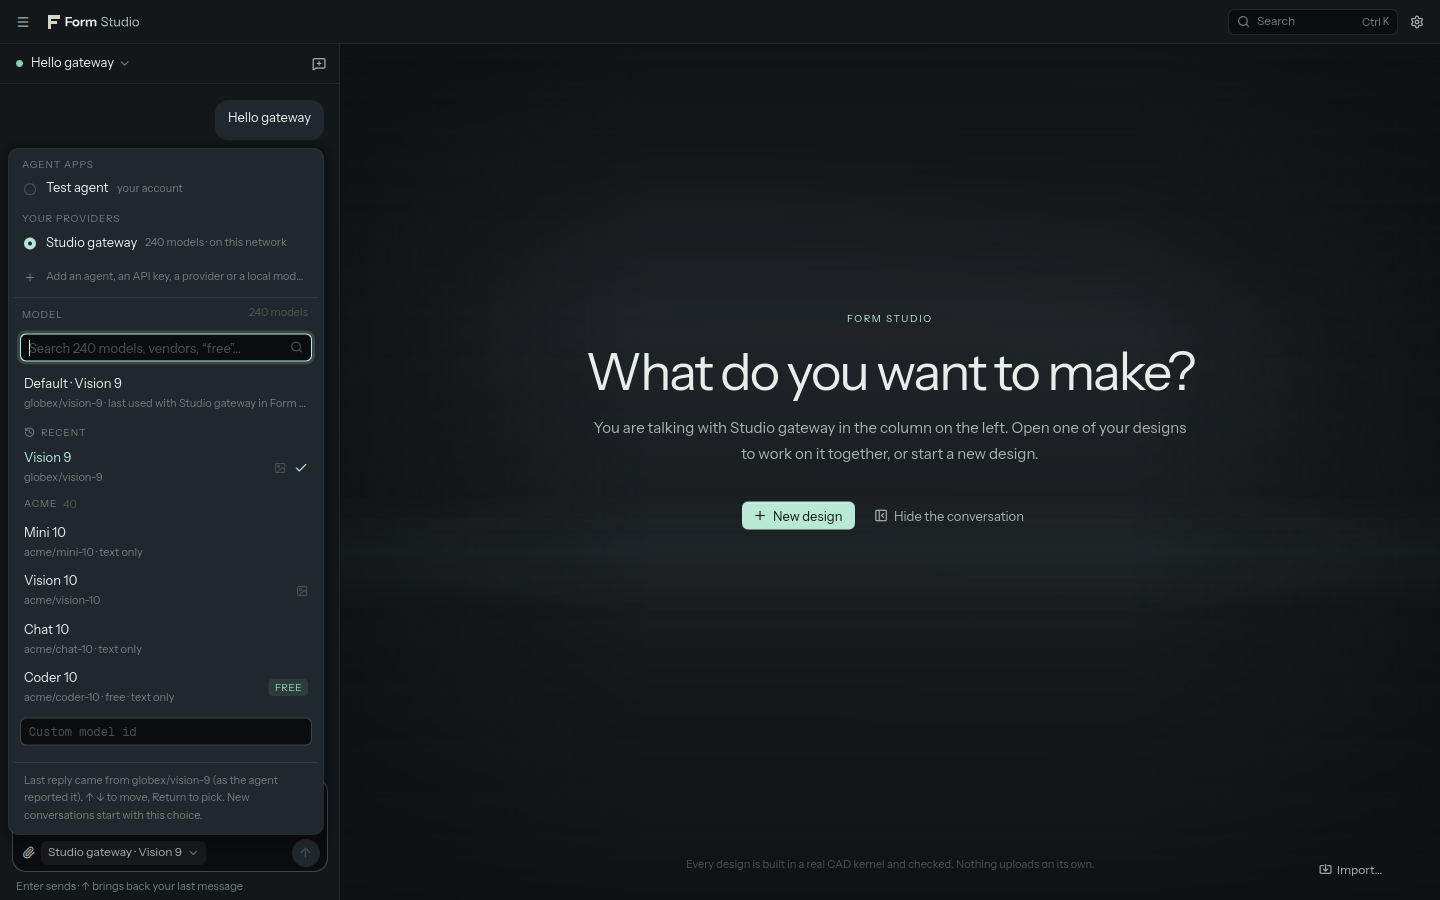 Form Studio
Search Ctrl K
Hello gateway
Hello gateway
AGENT APPS
Test agent your account
YOUR PROVIDERS
Studio gateway 240 models · on this network
Add an agent, an API key, a provider or a local mod...
MODEL 240 models
Search 240 models, vendors, “free”...
Default · Vision 9
globex/vision-9 · last used with Studio gateway in Form ...
RECENT
Vision 9
globex/vision-9
ACME 40
Mini 10
acme/mini-10 · text only
Vision 10
acme/vision-10
Chat 10
acme/chat-10 · text only
Coder 10
acme/coder-10 · free · text only
FREE
Custom model id
Last reply came from globex/vision-9 (as the agent
reported it). ↑ ↓ to move, Return to pick. New
conversations start with this choice.
Studio gateway · Vision 9
Enter sends · ↑ brings back your last message
FORM STUDIO
What do you want to make?
You are talking with Studio gateway in the column on the left. Open one of your designs
to work on it together, or start a new design.
New design
Hide the conversation
Every design is built in a real CAD kernel and checked. Nothing uploads on its own.
Import...